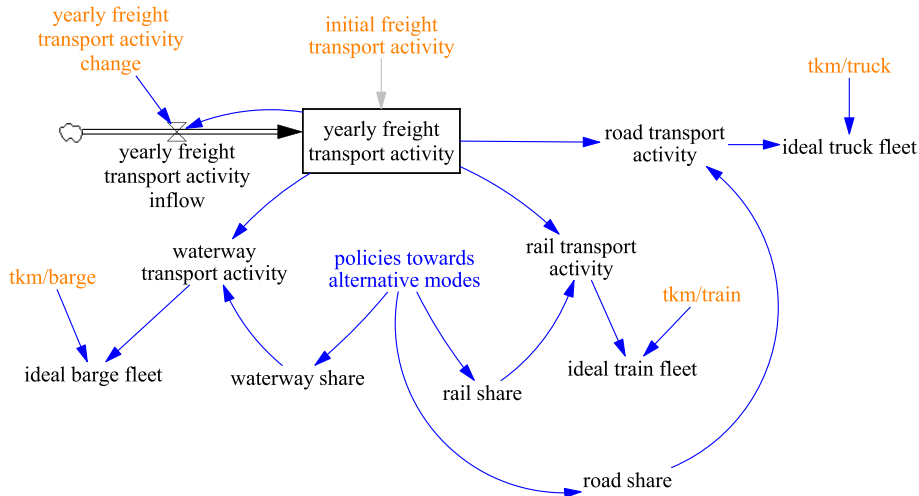 yearly freight
transport activity
change
initial freight
transport activity
tkm/truck
yearly freight
transport activity
yearly freight
transport activity
inflow
road transport
activity
ideal truck fleet
waterway
transport activity
policies towards
alternative modes
rail transport
activity
tkm/barge
tkm/train
ideal barge fleet
waterway share
rail share
ideal train fleet
road share